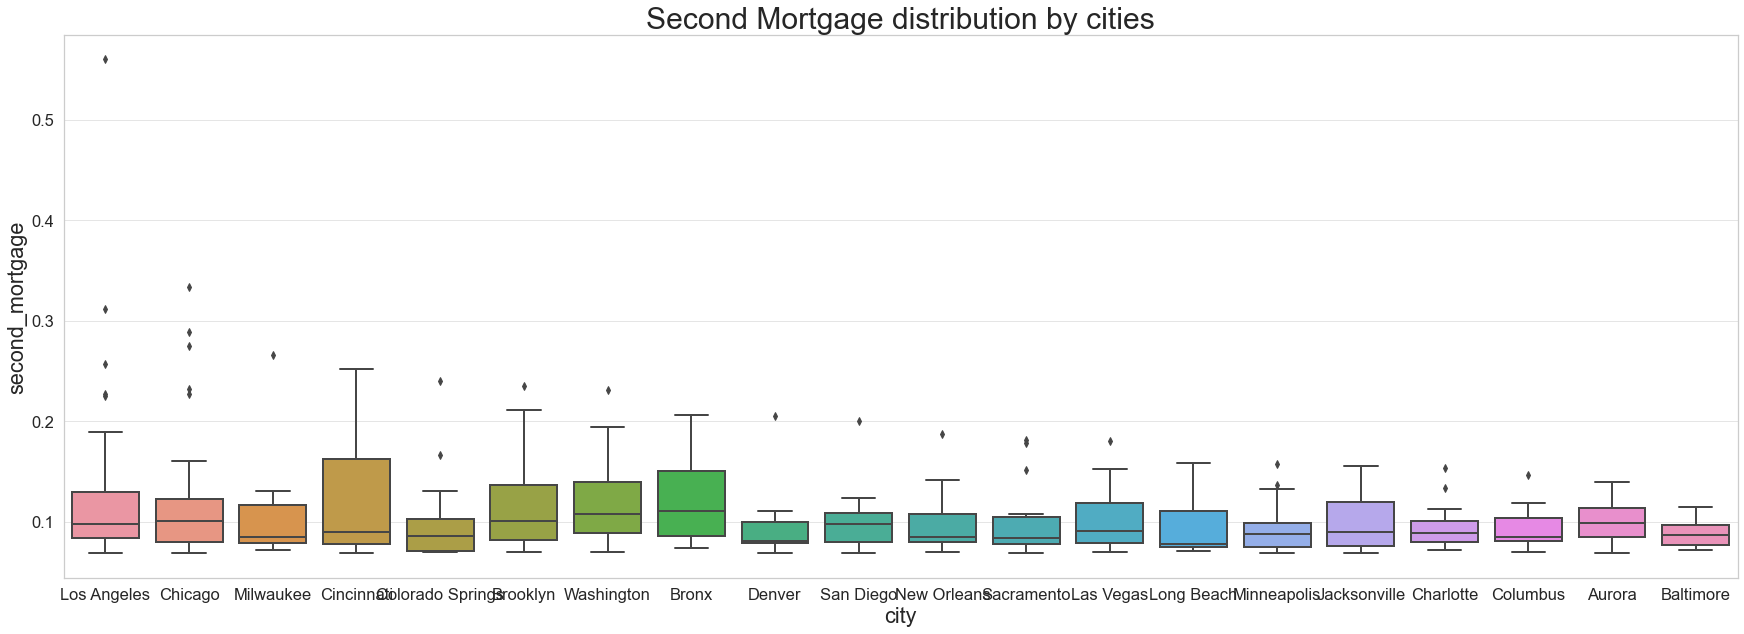 Second Mortgage distribution by cities
second_mortgage
0.5
0.4
0.3
0.2
0.1
Los Angeles Chicago Milwaukee Cincinnati Colorado Springs Brooklyn Washington Bronx Denver San Diego New Orleans Sacramento Las Vegas Long Beach Minneapolis Jacksonville Charlotte Columbus Aurora Baltimore
city